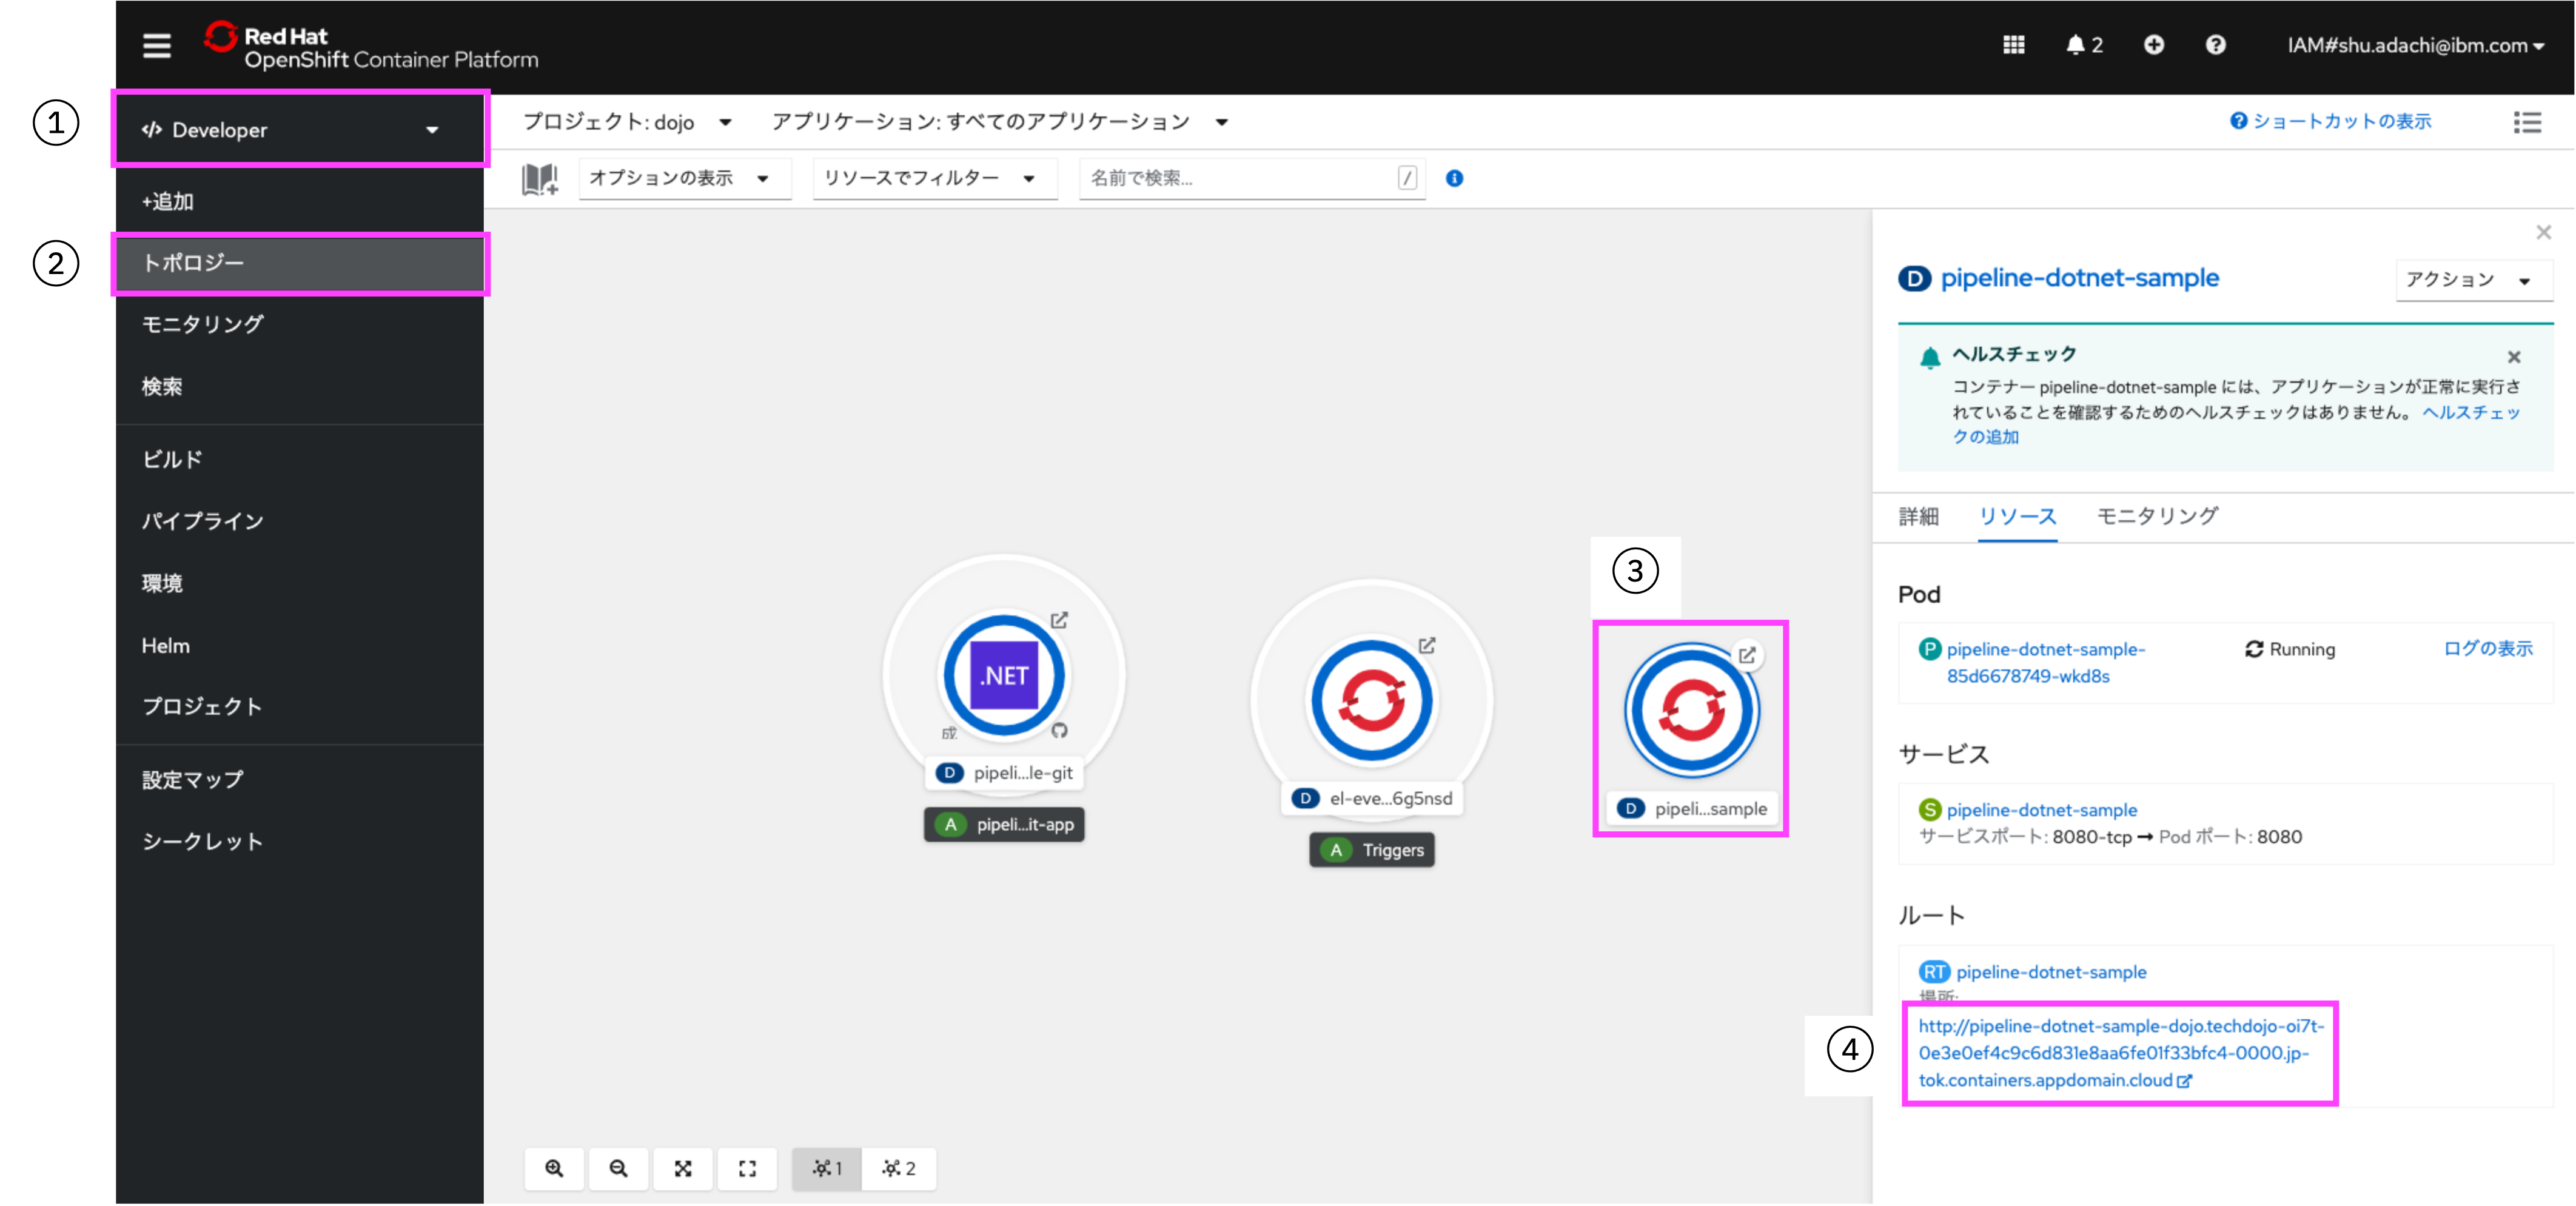 Red Hat
OpenShift Container Platform
2
IAM#shu.adachi@ibm.com
①
</> Developer
プロジェクト: dojo
アプリケーション: すべてのアプリケーション
ショートカットの表示
オプションの表示
リソースでフィルター
名前で検索...
/
+追加
②
トポロジー
モニタリング
検索
ビルド
パイプライン
環境
Helm
プロジェクト
設定マップ
シークレット
.NET
D pipeli...le-git
A pipeli...it-app
D el-eve...6g5nsd
A Triggers
③
D pipeli...sample
1
2
D pipeline-dotnet-sample
アクション
ヘルスチェック
コンテナー pipeline-dotnet-sample には、アプリケーションが正常に実行さ
れていることを確認するためのヘルスチェックはありません。 ヘルスチェッ
クの追加
詳細 リソース モニタリング
Pod
P pipeline-dotnet-sample-
85d6678749-wkd8s
Running
ログの表示
サービス
S pipeline-dotnet-sample
サービスポート: 8080-tcp → Pod ポート: 8080
ルート
RT pipeline-dotnet-sample
場所:
④
http://pipeline-dotnet-sample-dojo.techdojo-oi7t-
0e3e0ef4c9c6d831e8aa6fe01f33bfc4-0000.jp-
tok.containers.appdomain.cloud